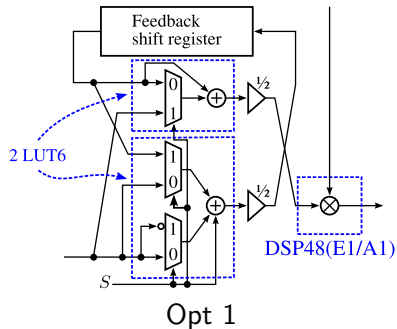 Feedback
shift register
0
1
+
½
2 LUT6
1
0
+
½
1
0
S
DSP48(E1/A1)
Opt 1